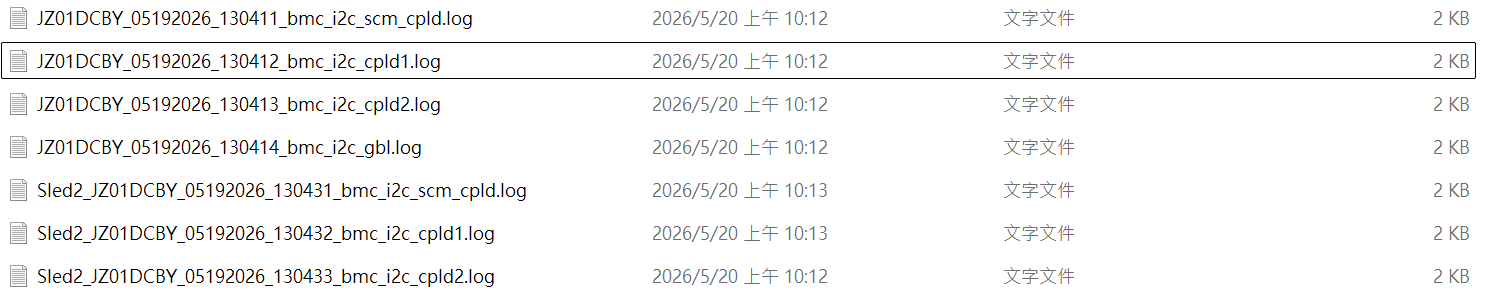 JZ01DCBY_05192026_130411_bmc_i2c_scm_cpld.log 2026/5/20 上午 10:12 文字文件 2 KB
JZ01DCBY_05192026_130412_bmc_i2c_cpld1.log 2026/5/20 上午 10:12 文字文件 2 KB
JZ01DCBY_05192026_130413_bmc_i2c_cpld2.log 2026/5/20 上午 10:12 文字文件 2 KB
JZ01DCBY_05192026_130414_bmc_i2c_gbl.log 2026/5/20 上午 10:12 文字文件 2 KB
Sled2_JZ01DCBY_05192026_130431_bmc_i2c_scm_cpld.log 2026/5/20 上午 10:13 文字文件 2 KB
Sled2_JZ01DCBY_05192026_130432_bmc_i2c_cpld1.log 2026/5/20 上午 10:13 文字文件 2 KB
Sled2_JZ01DCBY_05192026_130433_bmc_i2c_cpld2.log 2026/5/20 上午 10:12 文字文件 2 KB